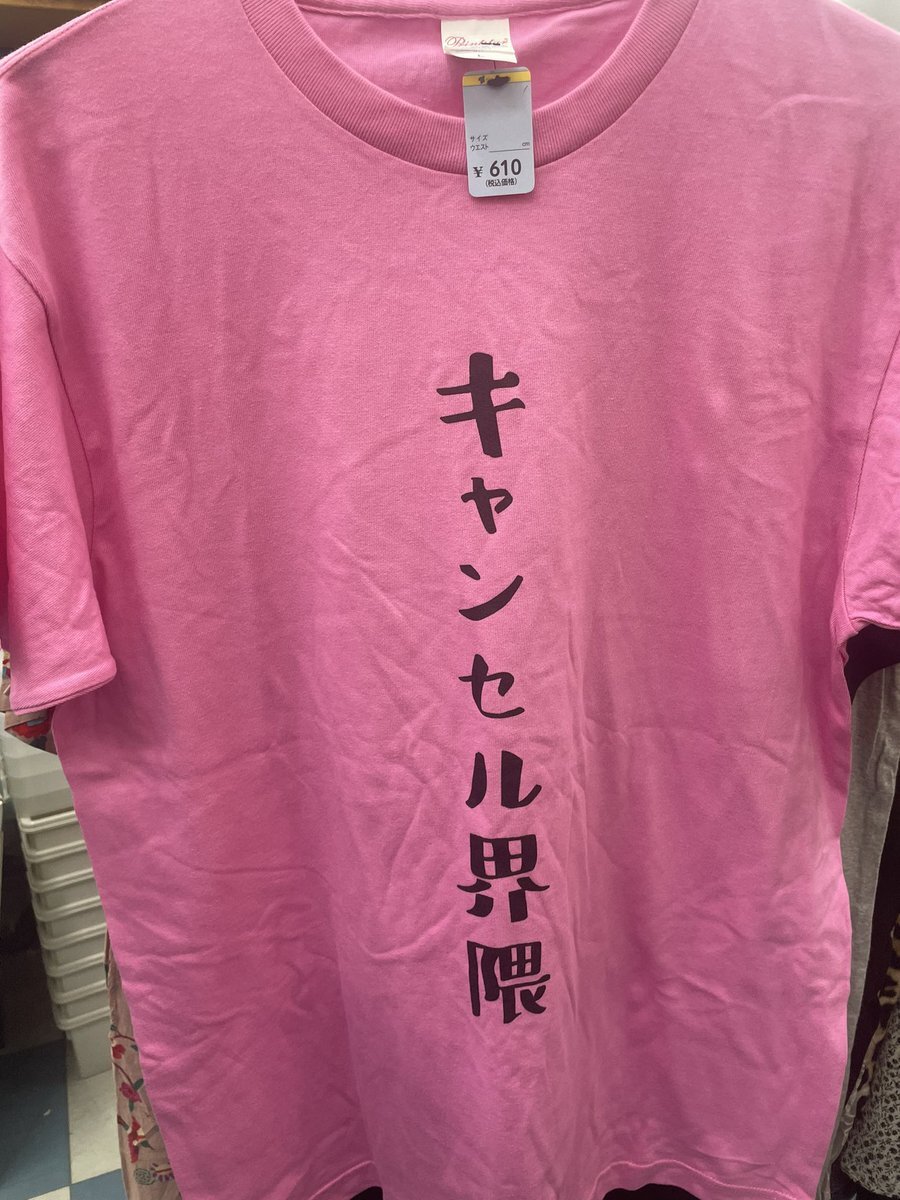 サイズ
ウエスト cm
¥ 610
(税込価格)
キャンセル界隈